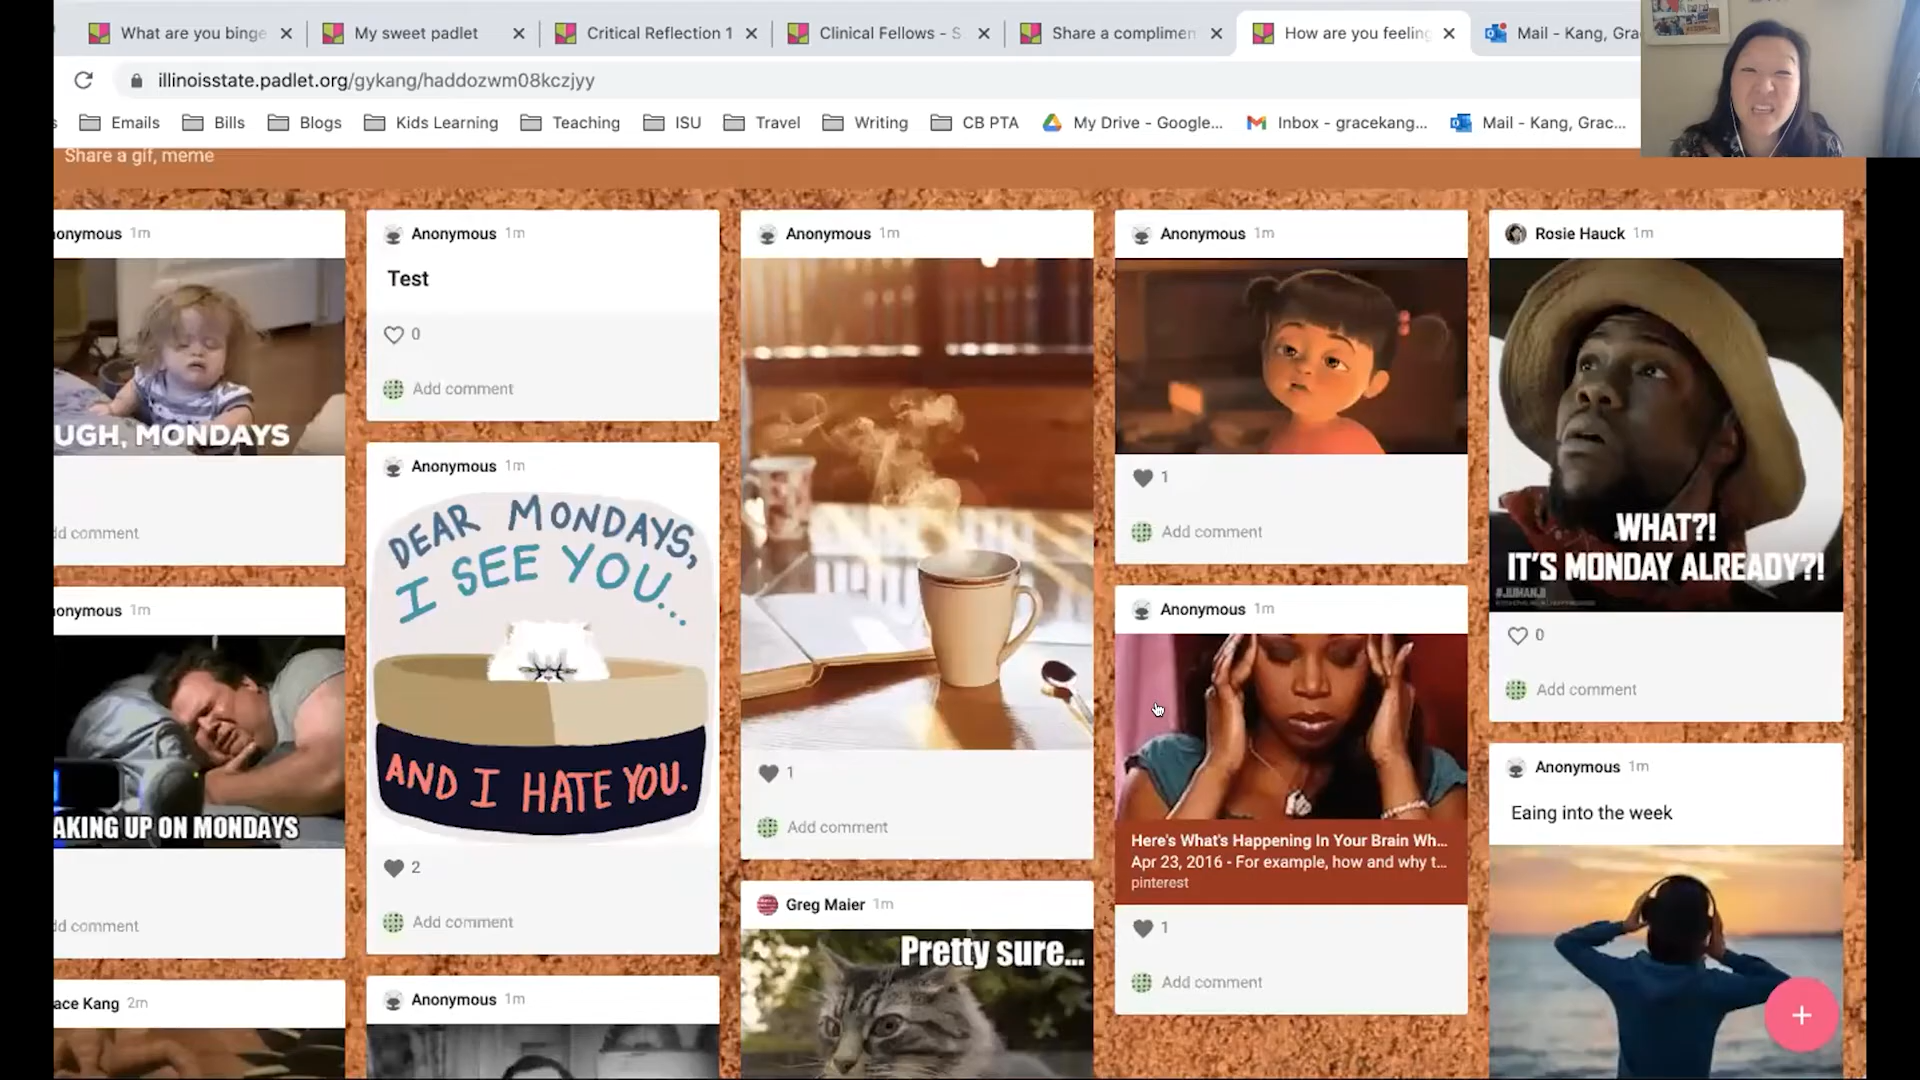 What are you binge
My sweet padlet
Critical Reflection 1
Clinical Fellows - S
Share a complimen
How are you feeling
Mail - Kang, Gra
illinoisstate.padlet.org/gykang/haddozwm08kczjyy
s
Emails
Bills
Blogs
Kids Learning
Teaching
ISU
Travel
Writing
CB PTA
My Drive - Google...
Inbox - gracekang...
Mail - Kang, Grac...
Share a gif, meme
onymous 1m
UGH, MONDAYS
dd comment
onymous 1m
AKING UP ON MONDAYS
dd comment
ace Kang 2m
Anonymous 1m
Test
0
Add comment
Anonymous 1m
DEAR MONDAYS,
I SEE YOU...
AND I HATE YOU.
2
Add comment
Anonymous 1m
Anonymous 1m
1
Add comment
Greg Maier 1m
Pretty sure...
Anonymous 1m
1
Add comment
Anonymous 1m
Here's What's Happening In Your Brain Wh...
Apr 23, 2016 - For example, how and why t...
pinterest
1
Add comment
Rosie Hauck 1m
WHAT?!
IT'S MONDAY ALREADY?!
#JUMANJI
0
Add comment
Anonymous 1m
Eaing into the week